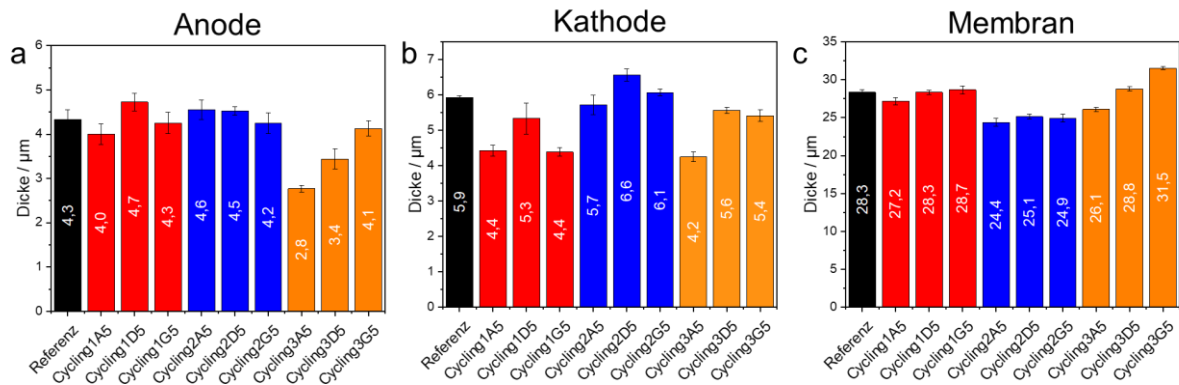 Anode
a
Dicke / µm
6
5
4
3
2
1
0
4,3
4,0
4,7
4,3
4,6
4,5
4,2
2,8
3,4
4,1
Referenz
Cycling1A5
Cycling1D5
Cycling1G5
Cycling2A5
Cycling2D5
Cycling2G5
Cycling3A5
Cycling3D5
Cycling3G5
Kathode
b
Dicke / µm
7
6
5
4
3
2
1
0
5,9
4,4
5,3
4,4
5,7
6,6
6,1
4,2
5,6
5,4
Referenz
Cycling1A5
Cycling1D5
Cycling1G5
Cycling2A5
Cycling2D5
Cycling2G5
Cycling3A5
Cycling3D5
Cycling3G5
Membran
c
Dicke / µm
35
30
25
20
15
10
5
0
28,3
27,2
28,3
28,7
24,4
25,1
24,9
26,1
28,8
31,5
Referenz
Cycling1A5
Cycling1D5
Cycling1G5
Cycling2A5
Cycling2D5
Cycling2G5
Cycling3A5
Cycling3D5
Cycling3G5